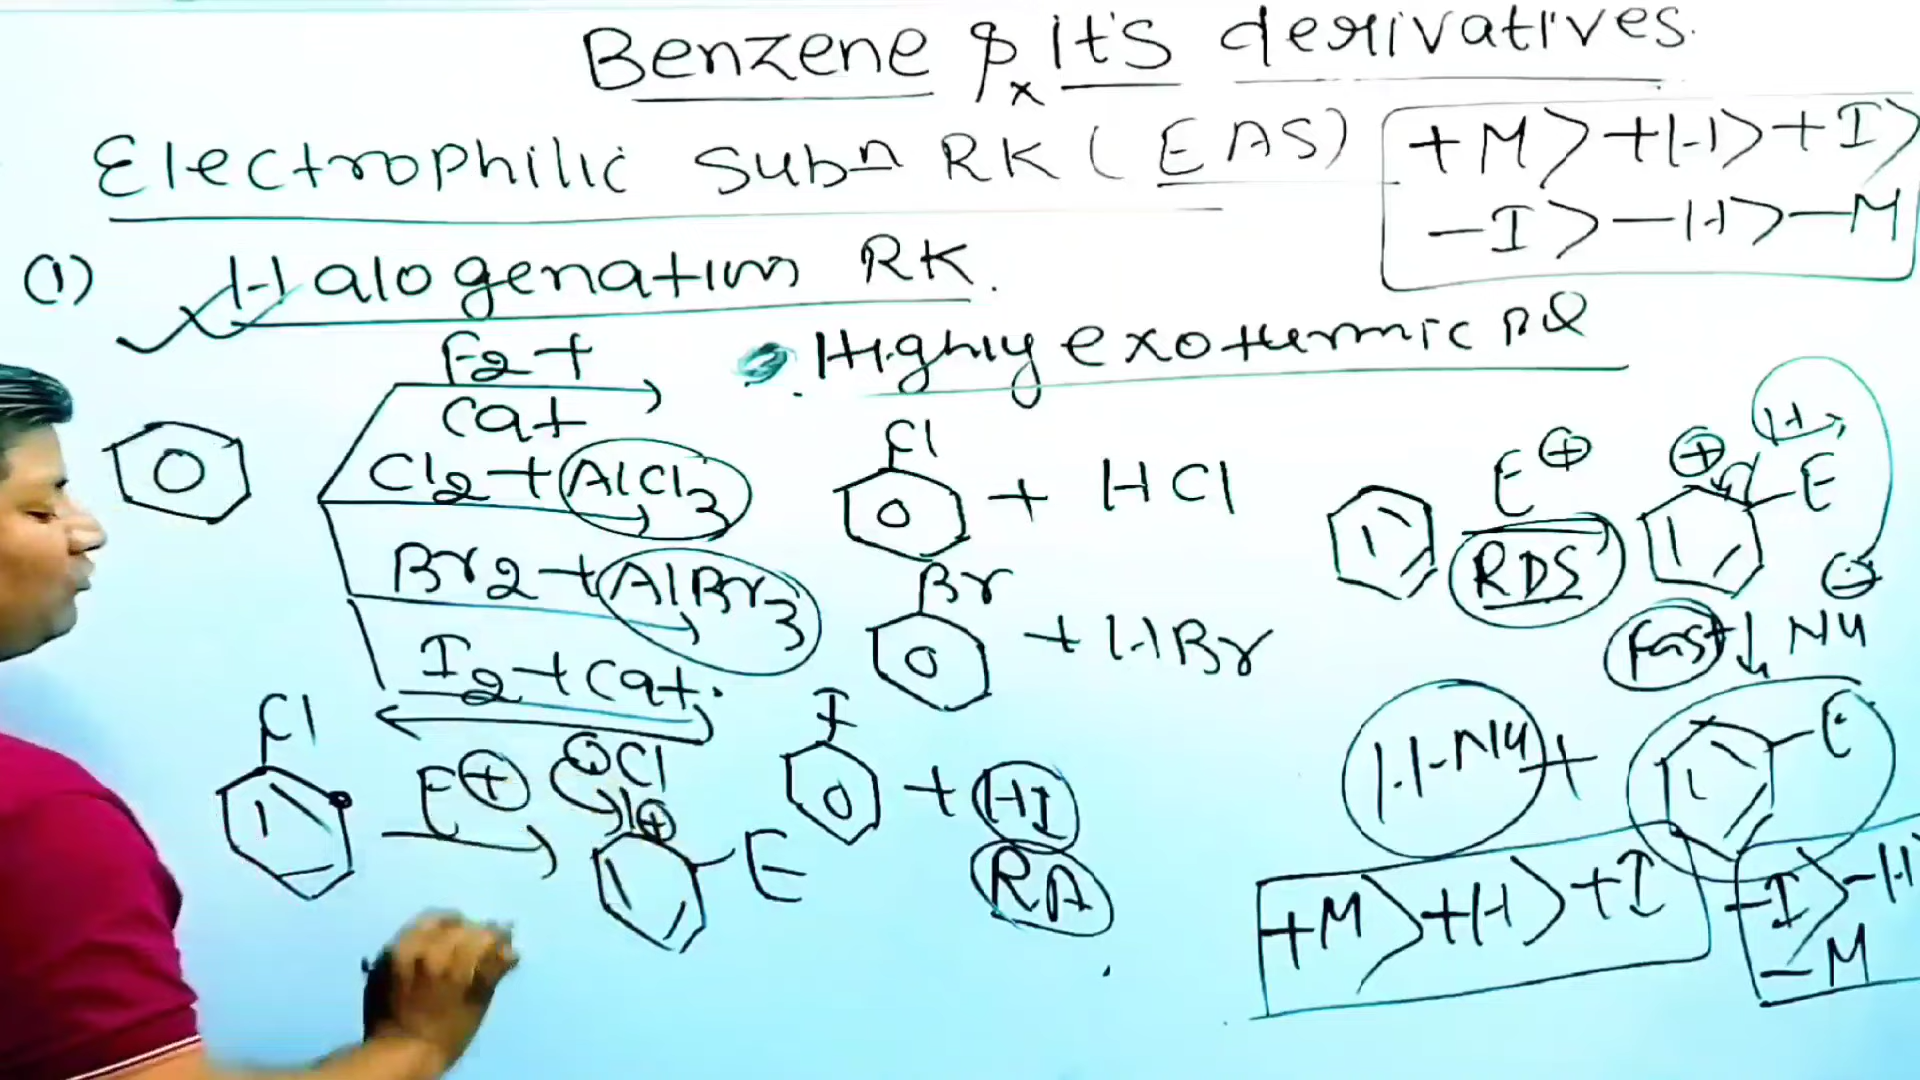 Benzene & It's derivatives.
x
Electrophilic Subn RK (EAS)
+M>+H>+I>
-I>-H>-M
(1) Halogenation RK.
F2+
cat
Highly exothermic
Cl2+AlCl3
Cl
+ HCl
Br2+AlBr3
Br
+HBr
I2+cat.
I
+ HI
RA
E⊕
RDS
⊕
H
E
⊖
fast Nu
H-Nu +
E
Cl
E⊕
⊕Cl
⊕
E
+M>+H>+I
-I>-H
-M